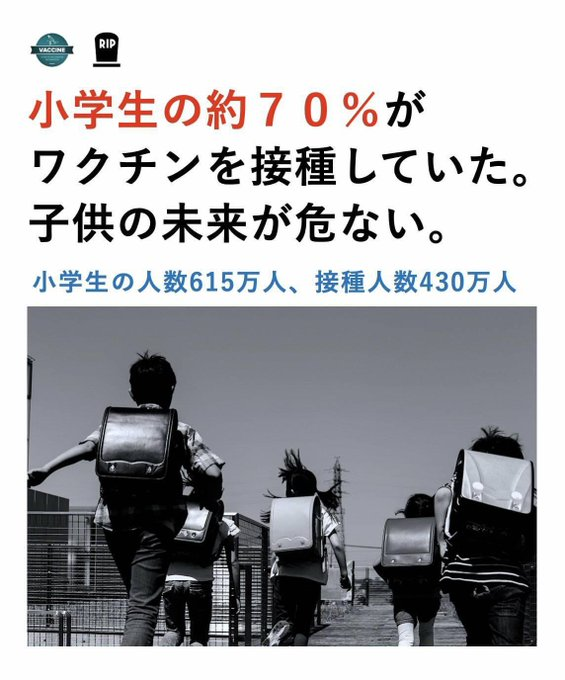 VACCINE
RIP
小学生の約７０％が
ワクチンを接種していた。
子供の未来が危ない。
小学生の人数615万人、接種人数430万人